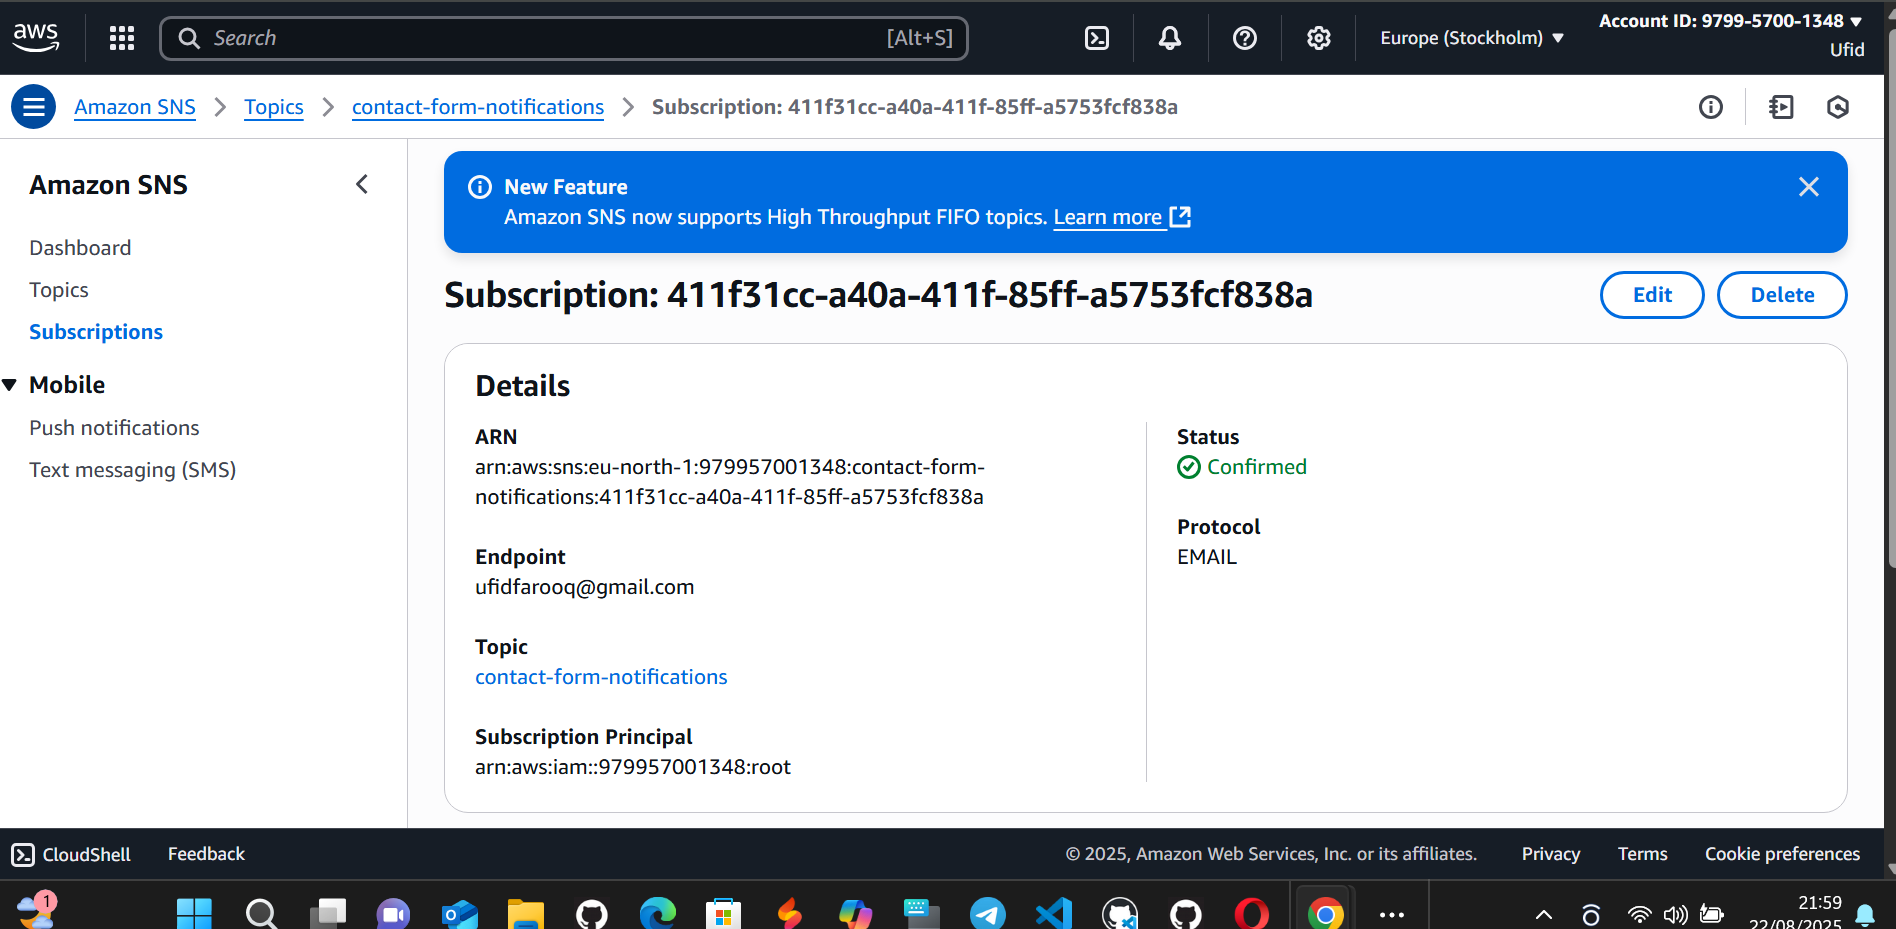 aws
Search
[Alt+S]
Europe (Stockholm)
Account ID: 9799-5700-1348
Ufid
Amazon SNS
Topics
contact-form-notifications
Subscription: 411f31cc-a40a-411f-85ff-a5753fcf838a
Amazon SNS
Dashboard
Topics
Subscriptions
Mobile
Push notifications
Text messaging (SMS)
New Feature
Amazon SNS now supports High Throughput FIFO topics. Learn more
Subscription: 411f31cc-a40a-411f-85ff-a5753fcf838a
Edit
Delete
Details
ARN
arn:aws:sns:eu-north-1:979957001348:contact-form-
notifications:411f31cc-a40a-411f-85ff-a5753fcf838a
Endpoint
ufidfarooq@gmail.com
Topic
contact-form-notifications
Subscription Principal
arn:aws:iam::979957001348:root
Status
Confirmed
Protocol
EMAIL
CloudShell
Feedback
© 2025, Amazon Web Services, Inc. or its affiliates.
Privacy
Terms
Cookie preferences
1
21:59
22/08/2025